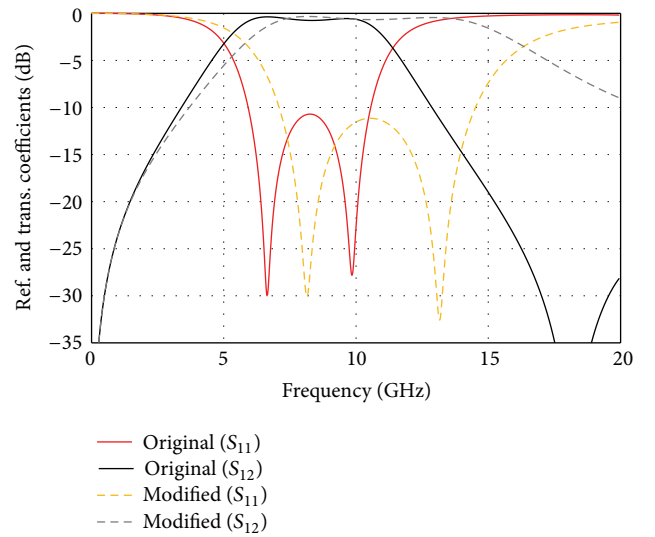 0
−5
−10
−15
−20
−25
−30
−35
Ref. and trans. coefficients (dB)
0 5 10 15 20
Frequency (GHz)
Original (S11)
Original (S12)
Modified (S11)
Modified (S12)